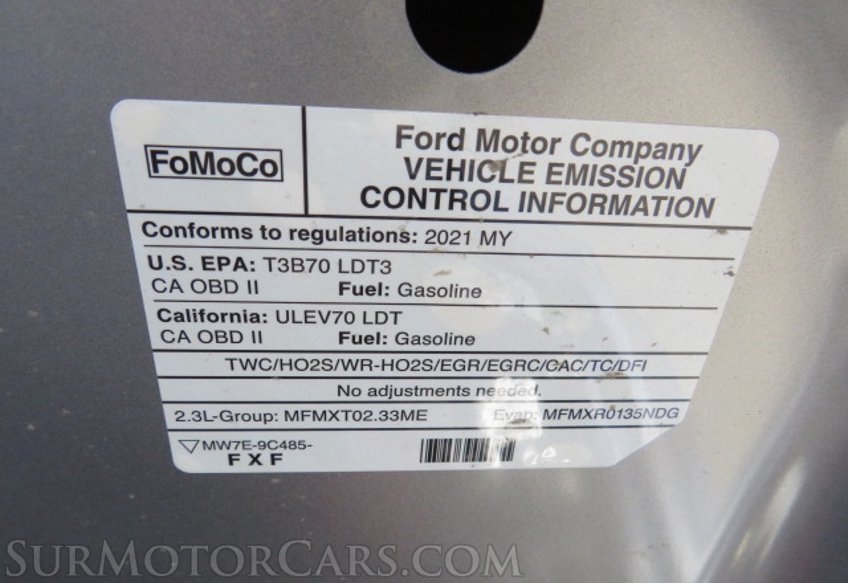 FoMoCo
Ford Motor Company
VEHICLE EMISSION
CONTROL INFORMATION
Conforms to regulations: 2021 MY
U.S. EPA: T3B70 LDT3
CA OBD II Fuel: Gasoline
California: ULEV70 LDT
CA OBD II Fuel: Gasoline
TWC/HO2S/WR-HO2S/EGR/EGRC/CAC/TC/DFI
No adjustments needed.
2.3L-Group: MFMXT02.33ME Evap: MFMXR0135NDG
MW7E-9C485-
F X F
SURMOTORCARS.COM